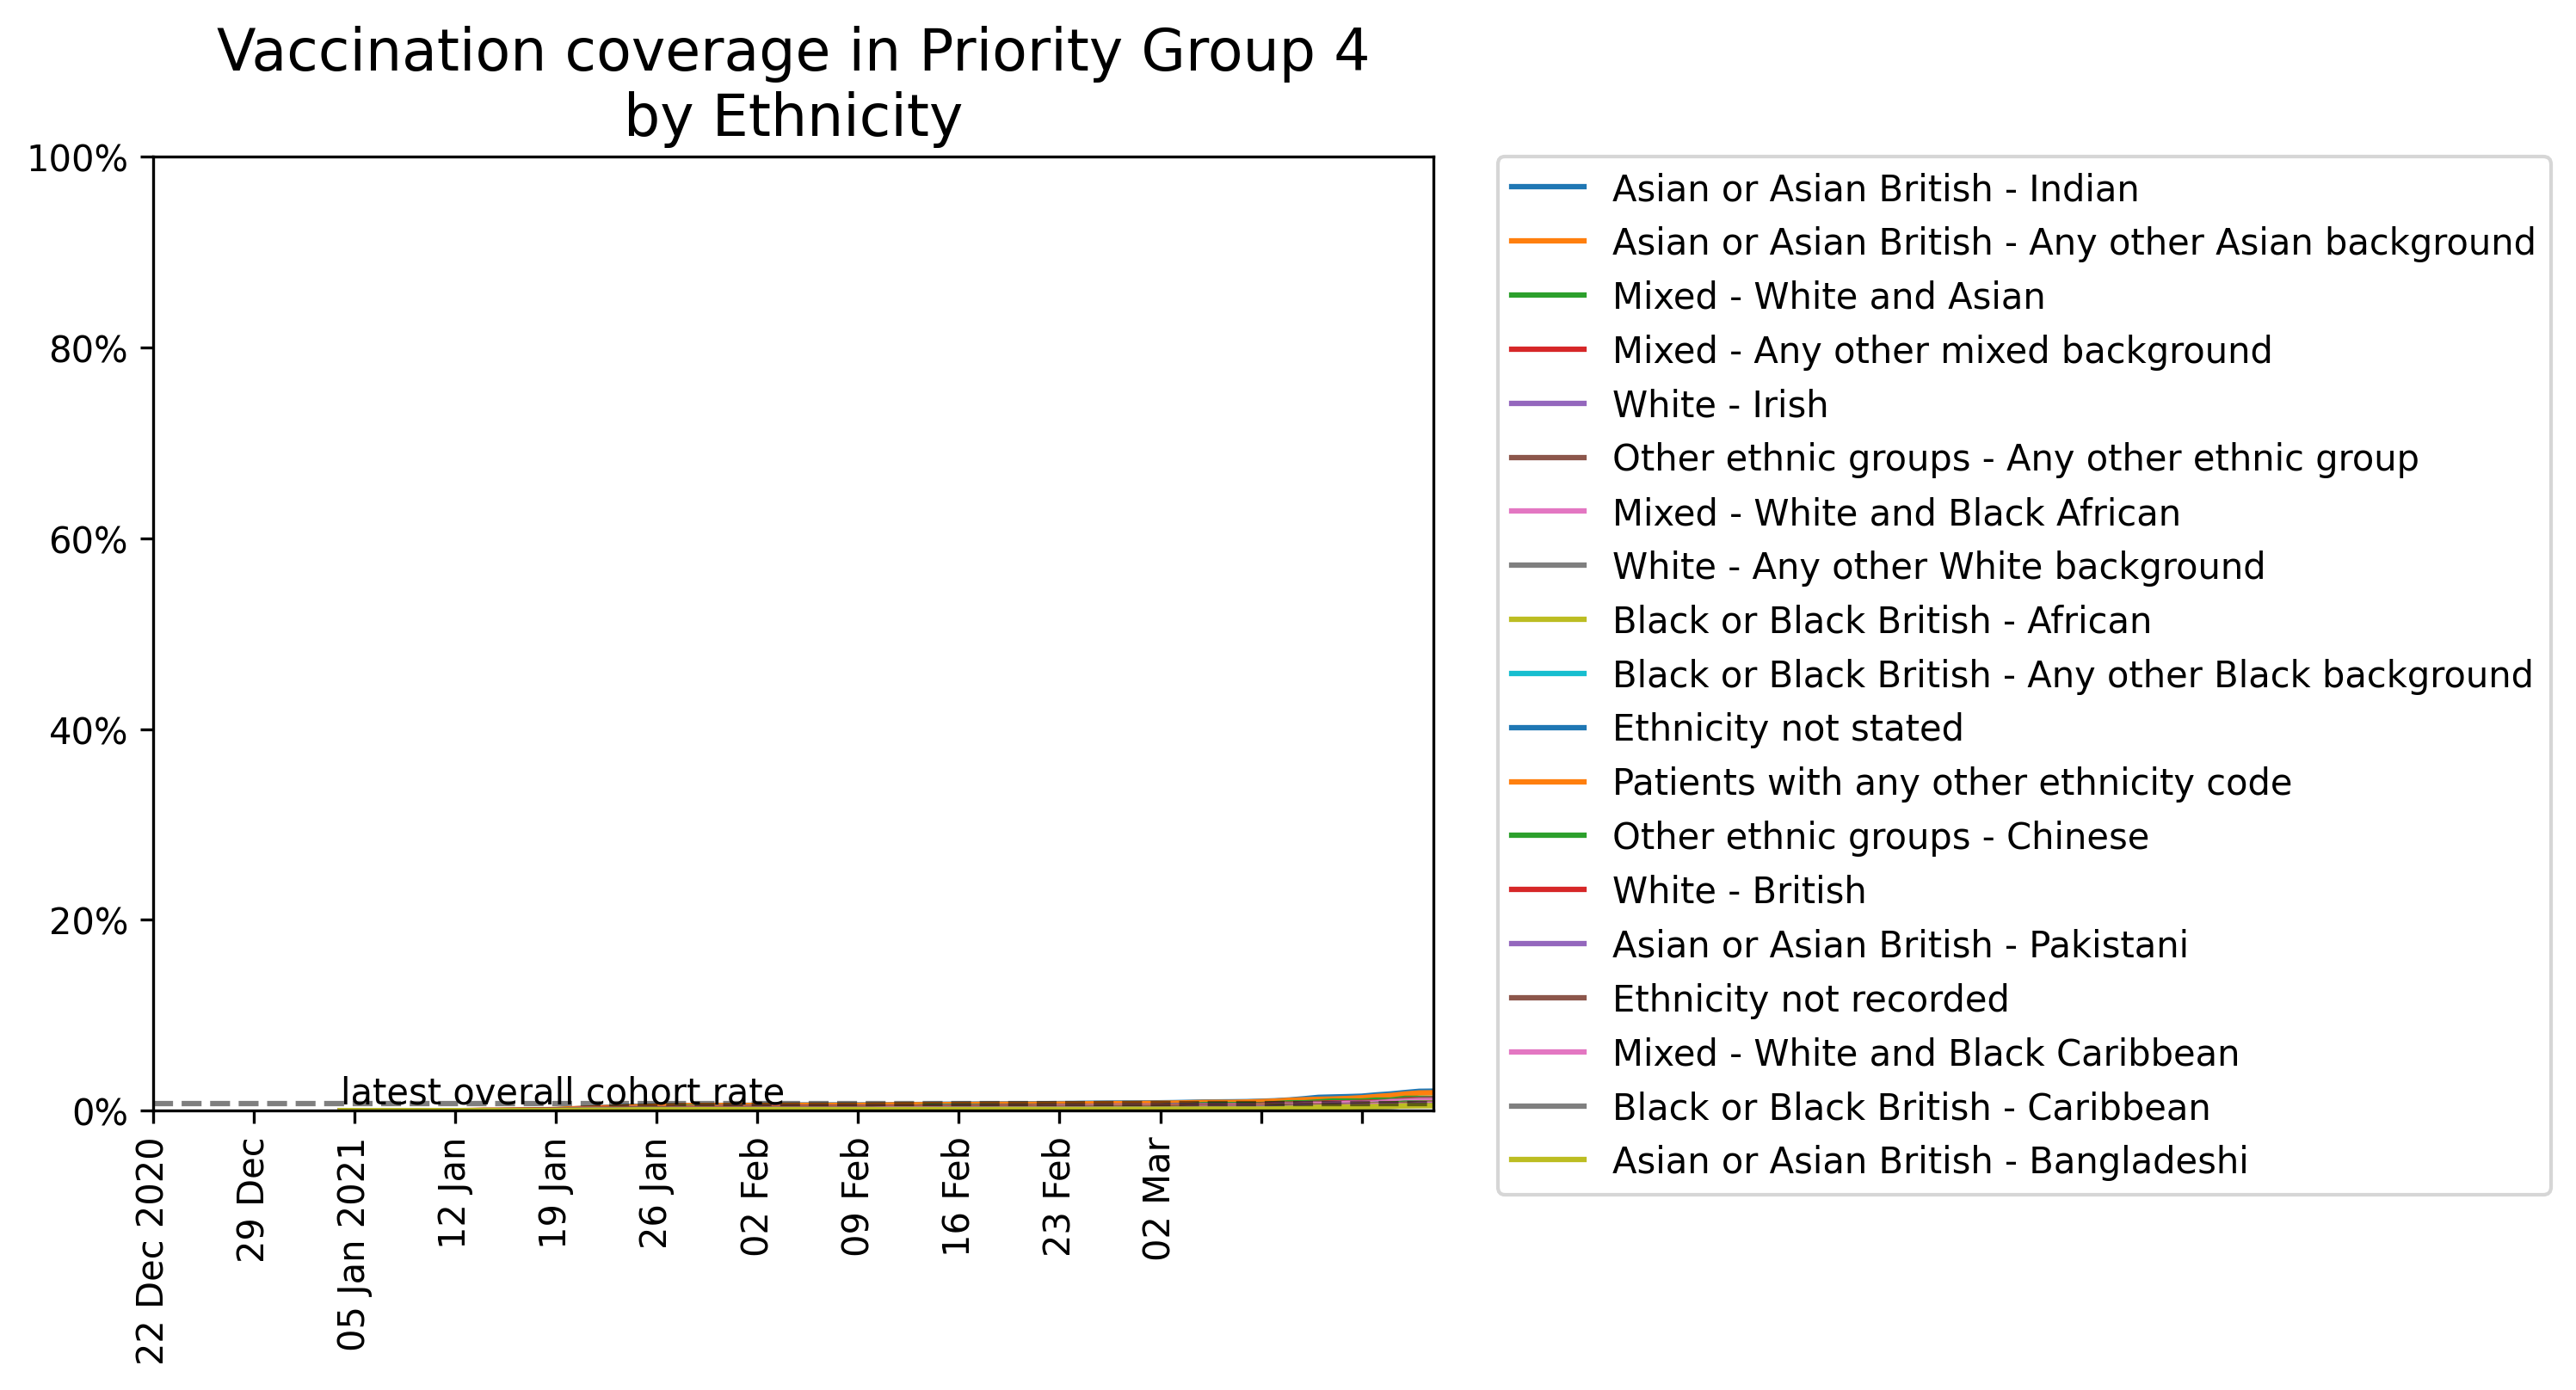 Vaccination coverage in Priority Group 4
by Ethnicity
100%
80%
60%
40%
20%
0%
latest overall cohort rate
22 Dec 2020
29 Dec
05 Jan 2021
12 Jan
19 Jan
26 Jan
02 Feb
09 Feb
16 Feb
23 Feb
02 Mar
Asian or Asian British - Indian
Asian or Asian British - Any other Asian background
Mixed - White and Asian
Mixed - Any other mixed background
White - Irish
Other ethnic groups - Any other ethnic group
Mixed - White and Black African
White - Any other White background
Black or Black British - African
Black or Black British - Any other Black background
Ethnicity not stated
Patients with any other ethnicity code
Other ethnic groups - Chinese
White - British
Asian or Asian British - Pakistani
Ethnicity not recorded
Mixed - White and Black Caribbean
Black or Black British - Caribbean
Asian or Asian British - Bangladeshi